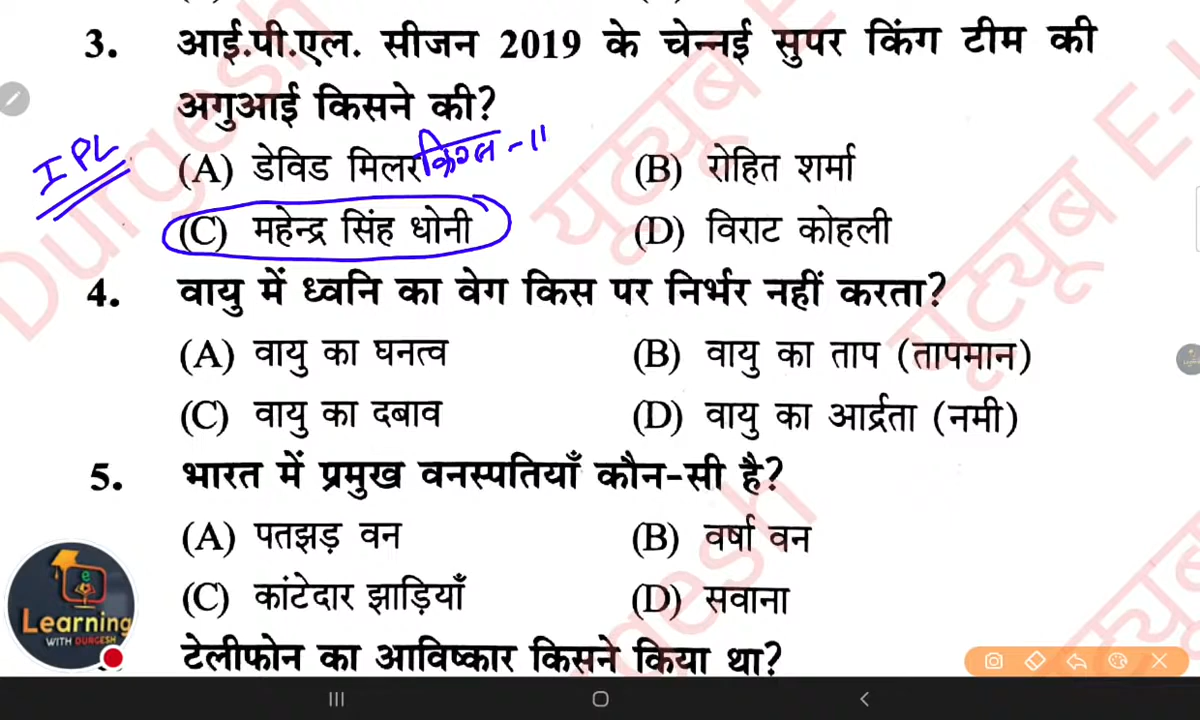 3. आई.पी.एल. सीजन 2019 के चेन्नई सुपर किंग टीम की
अगुआई किसने की?
IPL
(A) डेविड मिलर किंग्स - 11 (B) रोहित शर्मा
(C) महेन्द्र सिंह धोनी (D) विराट कोहली
4. वायु में ध्वनि का वेग किस पर निर्भर नहीं करता?
(A) वायु का घनत्व (B) वायु का ताप (तापमान)
(C) वायु का दबाव (D) वायु का आर्द्रता (नमी)
5. भारत में प्रमुख वनस्पतियाँ कौन-सी है?
(A) पतझड़ वन (B) वर्षा वन
(C) कांटेदार झाड़ियाँ (D) सवाना
टेलीफोन का आविष्कार किसने किया था?
e
Learning
WITH DURGESH
Durgesh
यूट्यूब E-
यूट्यूब E-